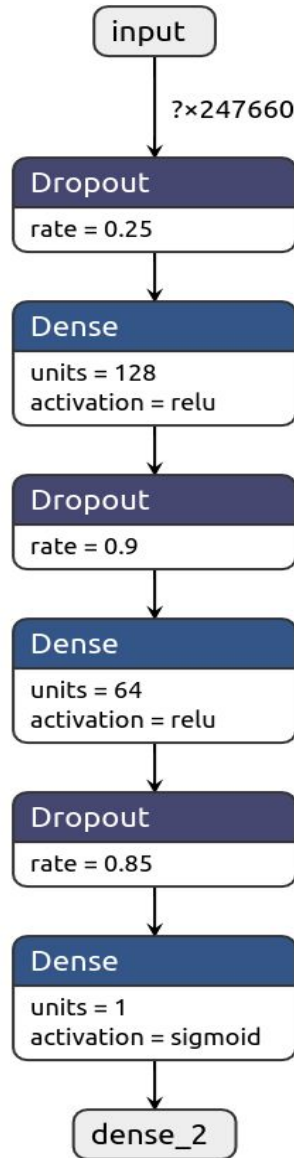 input
?×247660
Dropout
rate = 0.25
Dense
units = 128
activation = relu
Dropout
rate = 0.9
Dense
units = 64
activation = relu
Dropout
rate = 0.85
Dense
units = 1
activation = sigmoid
dense_2